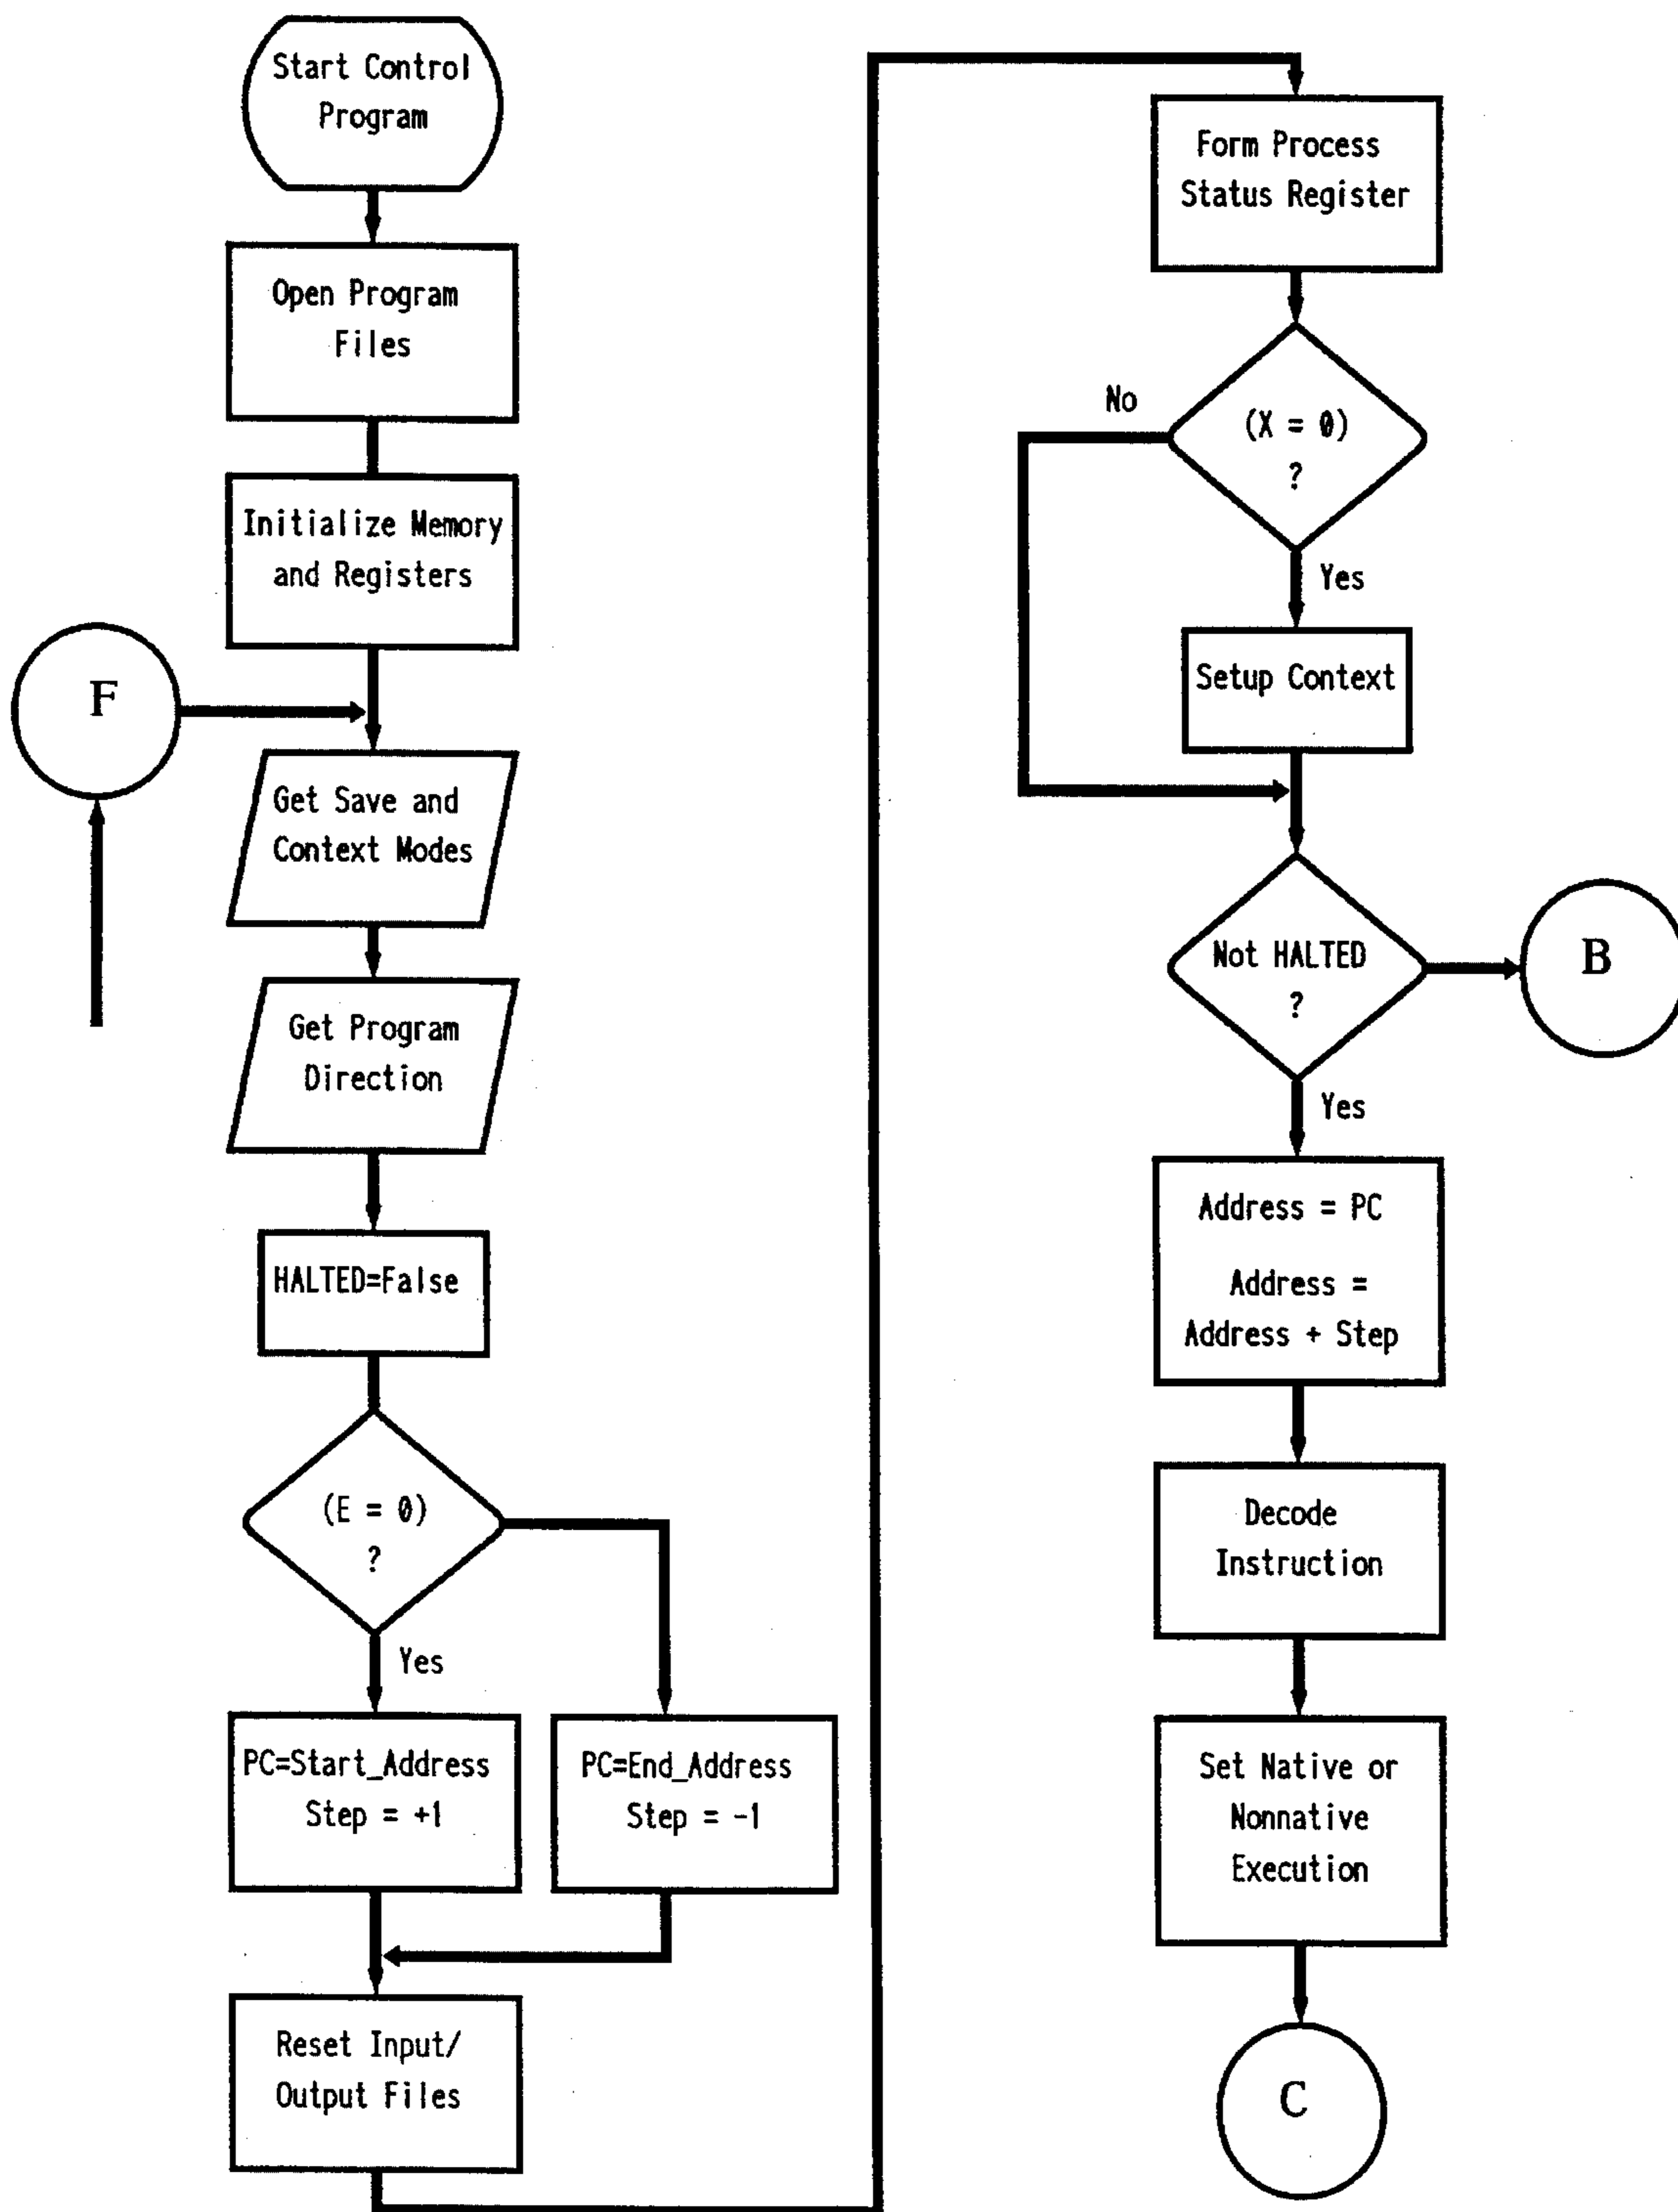 Start Control
Program
Open Program
Files
Initialize Memory
and Registers
F
Get Save and
Context Modes
Get Program
Direction
HALTED=False
(E = 0)
?
Yes
PC=Start_Address
Step = +1
PC=End_Address
Step = -1
Reset Input/
Output Files
Form Process
Status Register
No
(X = 0)
?
Yes
Setup Context
Not HALTED
?
B
Yes
Address = PC
Address =
Address + Step
Decode
Instruction
Set Native or
Nonnative
Execution
C